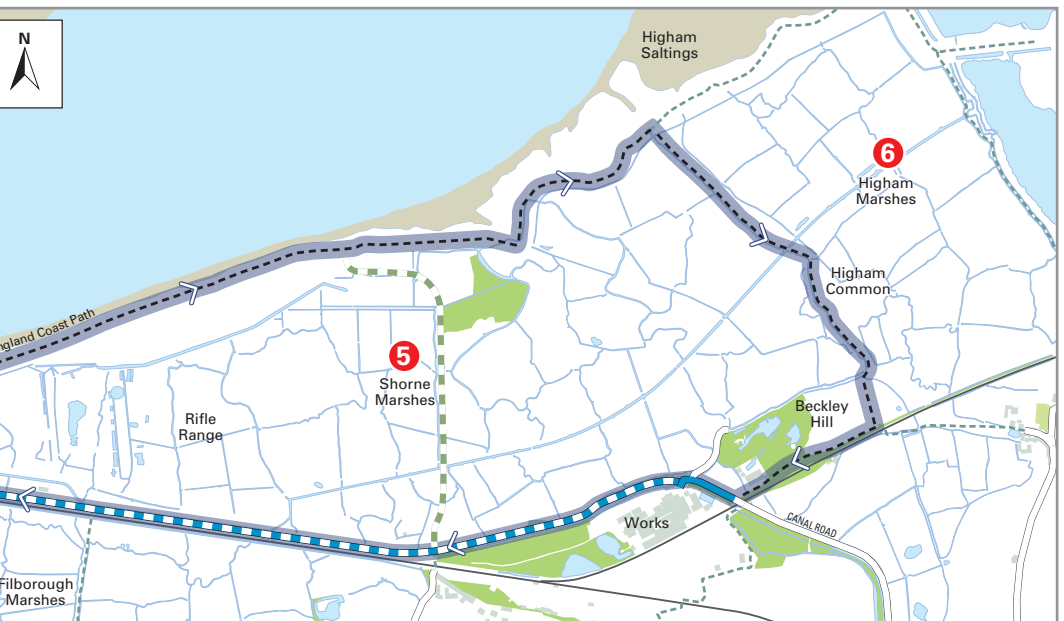 N
Higham
Saltings
6
Higham
Marshes
Higham
Common
ngland Coast Path
5
Shorne
Marshes
Rifle
Range
Beckley
Hill
Works
CANAL ROAD
Filborough
Marshes